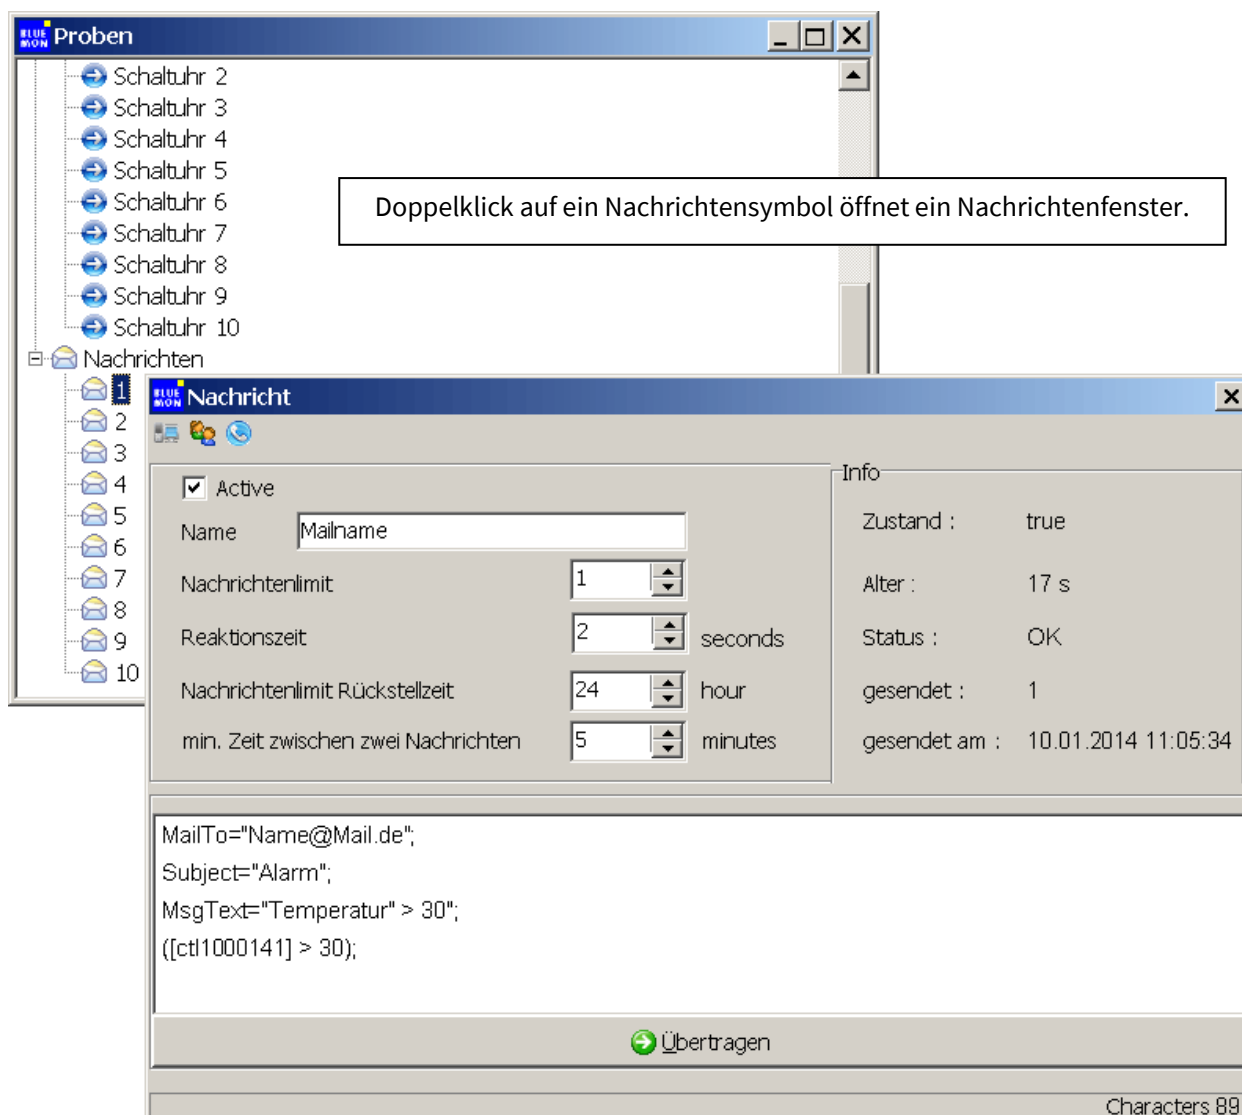 BLUE MON Proben
Schaltuhr 2
Schaltuhr 3
Schaltuhr 4
Schaltuhr 5
Schaltuhr 6
Schaltuhr 7
Schaltuhr 8
Schaltuhr 9
Schaltuhr 10
Doppelklick auf ein Nachrichtensymbol öffnet ein Nachrichtenfenster.
Nachrichten
1
2
3
4
5
6
7
8
9
10
BLUE MON Nachricht
Active
Name Mailname
Nachrichtenlimit 1
Reaktionszeit 2 seconds
Nachrichtenlimit Rückstellzeit 24 hour
min. Zeit zwischen zwei Nachrichten 5 minutes
Info
Zustand : true
Alter : 17 s
Status : OK
gesendet : 1
gesendet am : 10.01.2014 11:05:34
MailTo="Name@Mail.de";
Subject="Alarm";
MsgText="Temperatur" > 30";
([ctl1000141] > 30);
Übertragen
Characters 89